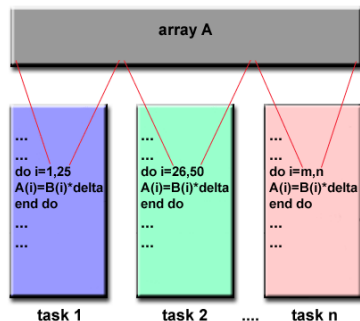 array A
...
...
do i=1,25
A(i)=B(i)*delta
end do
...
...
...
...
do i=26,50
A(i)=B(i)*delta
end do
...
...
...
...
do i=m,n
A(i)=B(i)*delta
end do
...
...
task 1
task 2
....
task n